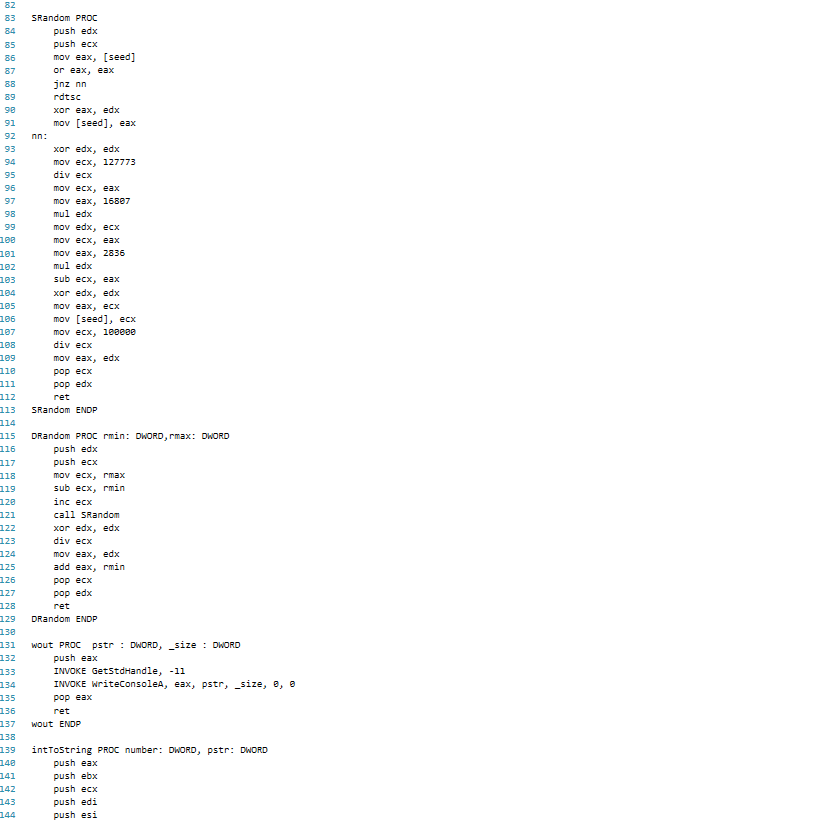 82
83 SRandom PROC
84 push edx
85 push ecx
86 mov eax, [seed]
87 or eax, eax
88 jnz nn
89 rdtsc
90 xor eax, edx
91 mov [seed], eax
92 nn:
93 xor edx, edx
94 mov ecx, 127773
95 div ecx
96 mov ecx, eax
97 mov eax, 16807
98 mul edx
99 mov edx, ecx
100 mov ecx, eax
101 mov eax, 2836
102 mul edx
103 sub ecx, eax
104 xor edx, edx
105 mov eax, ecx
106 mov [seed], ecx
107 mov ecx, 100000
108 div ecx
109 mov eax, edx
110 pop ecx
111 pop edx
112 ret
113 SRandom ENDP
114
115 DRandom PROC rmin: DWORD,rmax: DWORD
116 push edx
117 push ecx
118 mov ecx, rmax
119 sub ecx, rmin
120 inc ecx
121 call SRandom
122 xor edx, edx
123 div ecx
124 mov eax, edx
125 add eax, rmin
126 pop ecx
127 pop edx
128 ret
129 DRandom ENDP
130
131 wout PROC  pstr : DWORD, _size : DWORD
132 push eax
133 INVOKE GetStdHandle, -11
134 INVOKE WriteConsoleA, eax, pstr, _size, 0, 0
135 pop eax
136 ret
137 wout ENDP
138
139 intToString PROC number: DWORD, pstr: DWORD
140 push eax
141 push ebx
142 push ecx
143 push edi
144 push esi